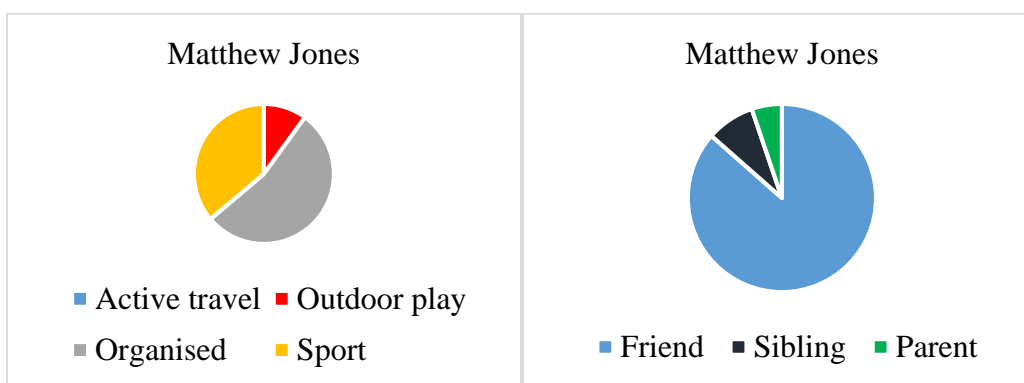 Matthew Jones
Active travel Outdoor play
Organised Sport
Matthew Jones
Friend Sibling Parent